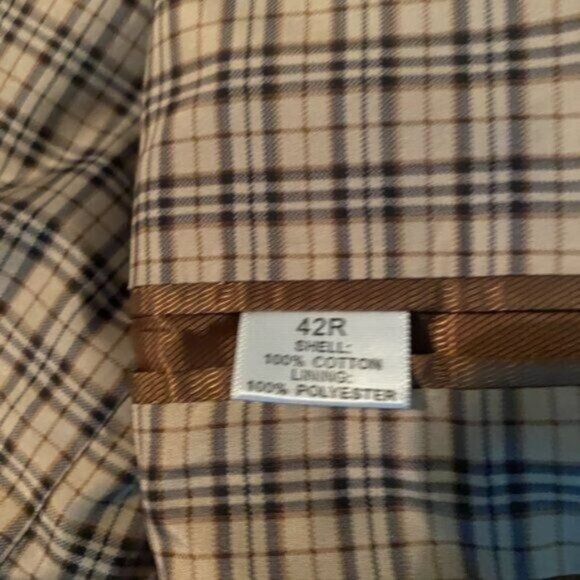 42R
SHELL:
100% COTTON
LINING:
100% POLYESTER